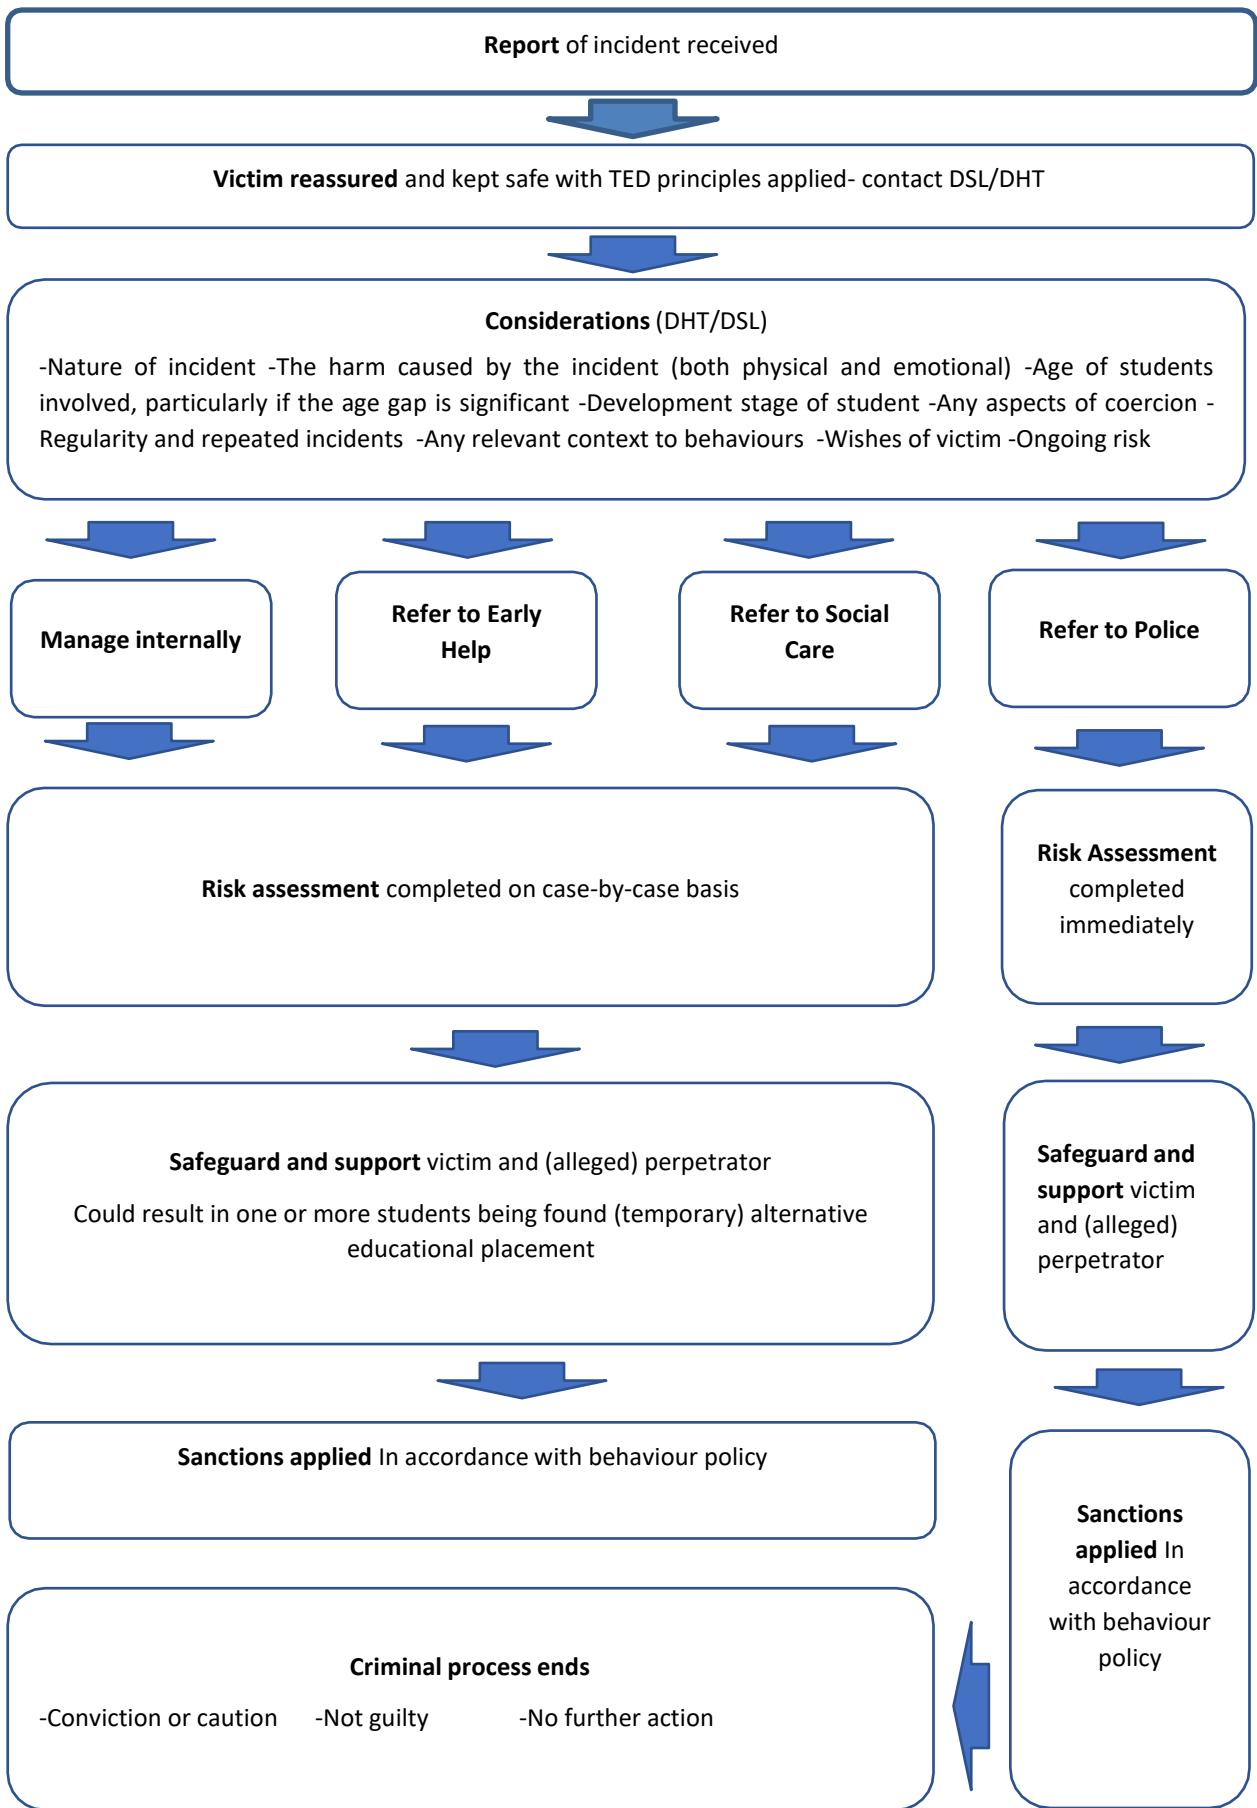 Report of incident received
Victim reassured and kept safe with TED principles applied- contact DSL/DHT
Considerations (DHT/DSL)
-Nature of incident -The harm caused by the incident (both physical and emotional) -Age of students
involved, particularly if the age gap is significant -Development stage of student -Any aspects of coercion -
Regularity and repeated incidents -Any relevant context to behaviours -Wishes of victim -Ongoing risk
Manage internally
Refer to Early
Help
Refer to Social
Care
Refer to Police
Risk assessment completed on case-by-case basis
Risk Assessment
completed
immediately
Safeguard and support victim and (alleged) perpetrator
Could result in one or more students being found (temporary) alternative
educational placement
Safeguard and
support victim
and (alleged)
perpetrator
Sanctions applied In accordance with behaviour policy
Sanctions
applied In
accordance
with behaviour
policy
Criminal process ends
-Conviction or caution -Not guilty -No further action